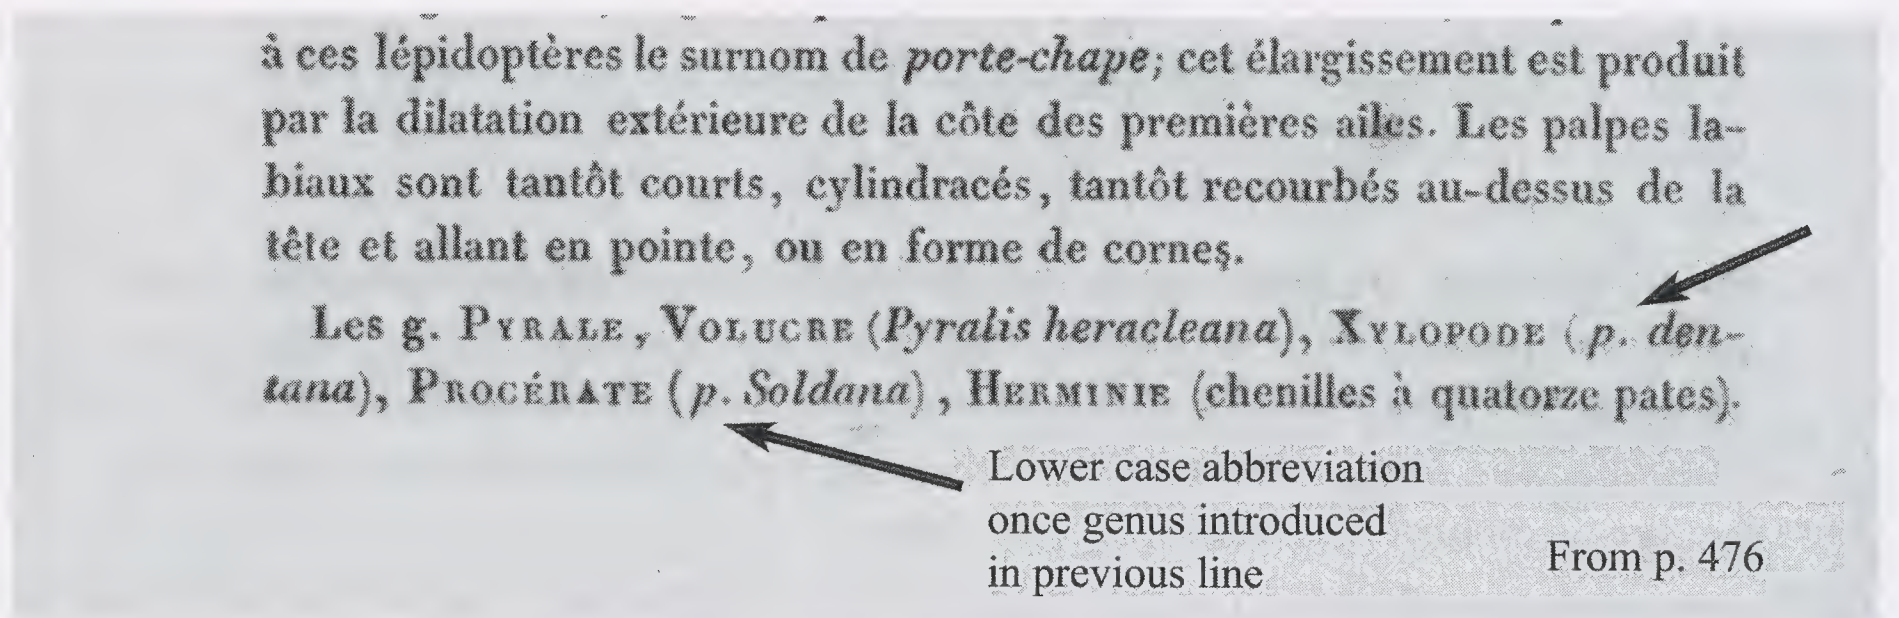 à ces lépidoptères le surnom de porte-chape; cet élargissement est produit
par la dilatation extérieure de la côte des premières ailes. Les palpes la-
biaux sont tantôt courts, cylindracés, tantôt recourbés au-dessus de la
tête et allant en pointe, ou en forme de cornes.
Les g. PYRALE, VOLUCRE (Pyralis heracleana), XYLOPODE (p. den-
tana), PROCÉRATE (p. Soldana), HERMINIE (chenilles à quatorze pates).
Lower case abbreviation
once genus introduced
in previous line
From p. 476